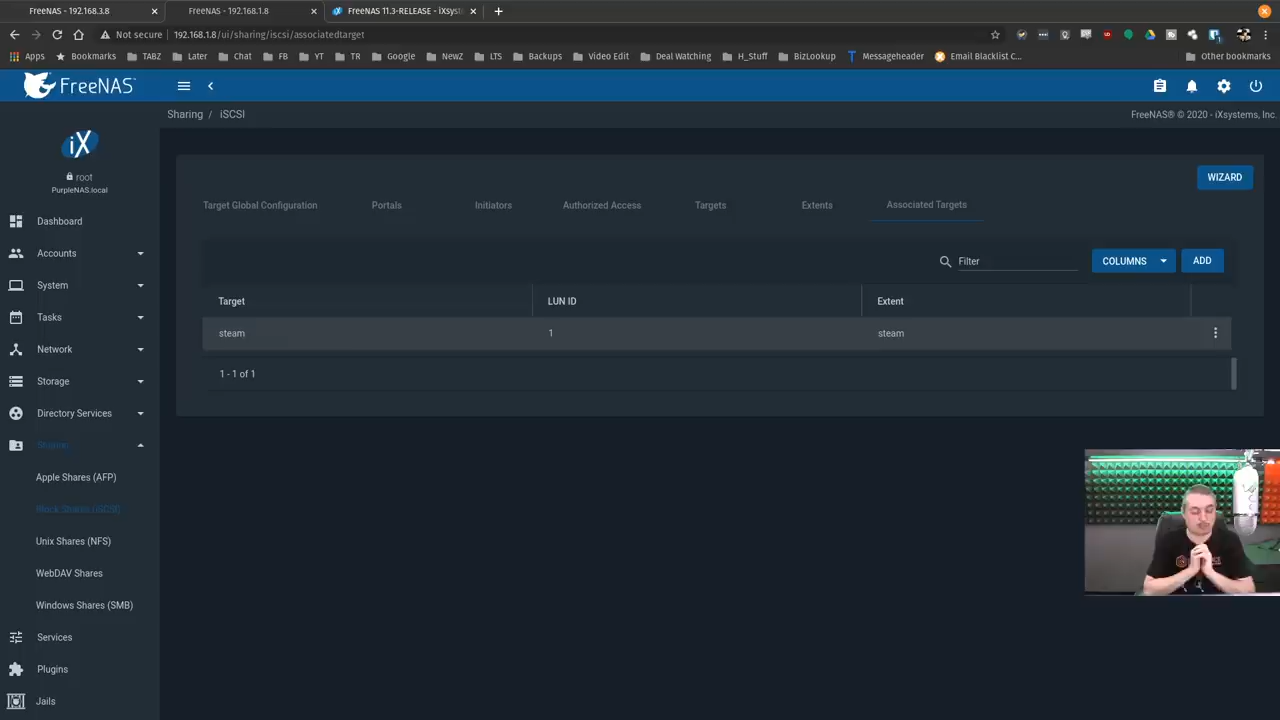 FreeNAS - 192.168.3.8
FreeNAS - 192.168.1.8
FreeNAS 11.3-RELEASE - iXsyst
Not secure
192.168.1.8/ui/sharing/iscsi/associatedtarget
Apps
Bookmarks
TABZ
Later
Chat
FB
YT
TR
Google
NewZ
LTS
Backups
Video Edit
Deal Watching
H_Stuff
BizLookup
Messageheader
Email Blacklist C...
Other bookmarks
FreeNAS
Sharing / iSCSI
FreeNAS® © 2020 - iXsystems, Inc.
iX
root
PurpleNAS.local
Dashboard
Accounts
System
Tasks
Network
Storage
Directory Services
Sharing
Apple Shares (AFP)
Block Shares (iSCSI)
Unix Shares (NFS)
WebDAV Shares
Windows Shares (SMB)
Services
Plugins
Jails
WIZARD
Target Global Configuration
Portals
Initiators
Authorized Access
Targets
Extents
Associated Targets
Filter
COLUMNS
ADD
Target
LUN ID
Extent
steam
1
steam
1 - 1 of 1